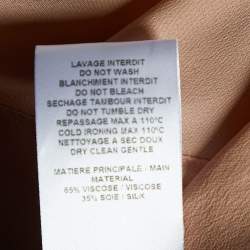 LAVAGE INTERDIT
DO NOT WASH
BLANCHIMENT INTERDIT
DO NOT BLEACH
SECHAGE TAMBOUR INTERDIT
DO NOT TUMBLE DRY
REPASSAGE MAX A 110°C
COLD IRONING MAX 110°C
NETTOYAGE A SEC DOUX
DRY CLEAN GENTLE
MATIERE PRINCIPALE / MAIN
MATERIAL
65% VISCOSE / VISCOSE
35% SOIE / SILK